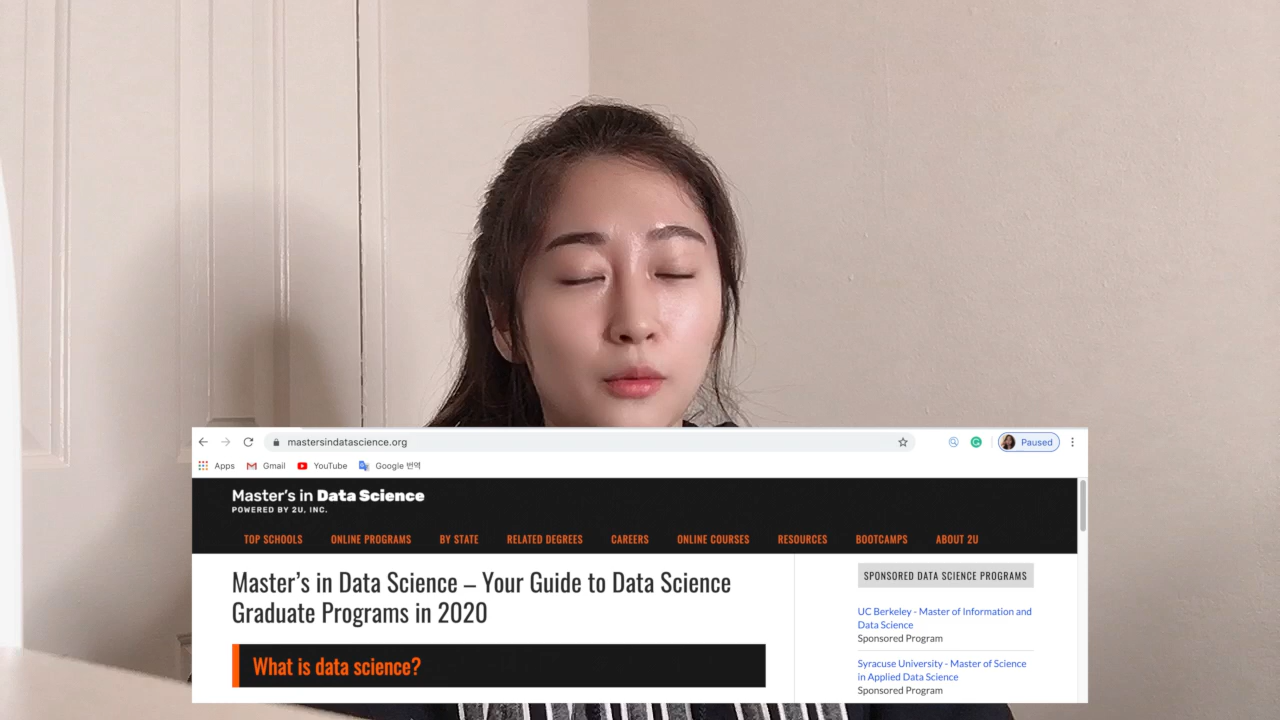 mastersindatascience.org
Paused
Apps Gmail YouTube Google 번역
Master's in Data Science
POWERED BY 2U, INC.
TOP SCHOOLS ONLINE PROGRAMS BY STATE RELATED DEGREES CAREERS ONLINE COURSES RESOURCES BOOTCAMPS ABOUT 2U
Master's in Data Science – Your Guide to Data Science
Graduate Programs in 2020
What is data science?
SPONSORED DATA SCIENCE PROGRAMS
UC Berkeley - Master of Information and
Data Science
Sponsored Program
Syracuse University - Master of Science
in Applied Data Science
Sponsored Program